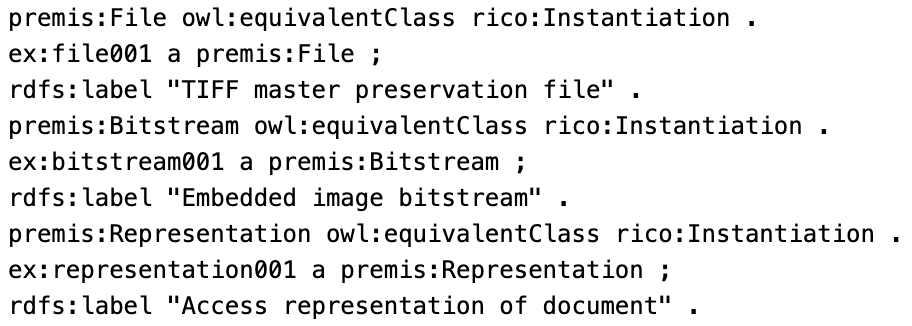 premis:File owl:equivalentClass rico:Instantiation .
ex:file001 a premis:File ;
rdfs:label "TIFF master preservation file" .
premis:Bitstream owl:equivalentClass rico:Instantiation .
ex:bitstream001 a premis:Bitstream ;
rdfs:label "Embedded image bitstream" .
premis:Representation owl:equivalentClass rico:Instantiation .
ex:representation001 a premis:Representation ;
rdfs:label "Access representation of document" .